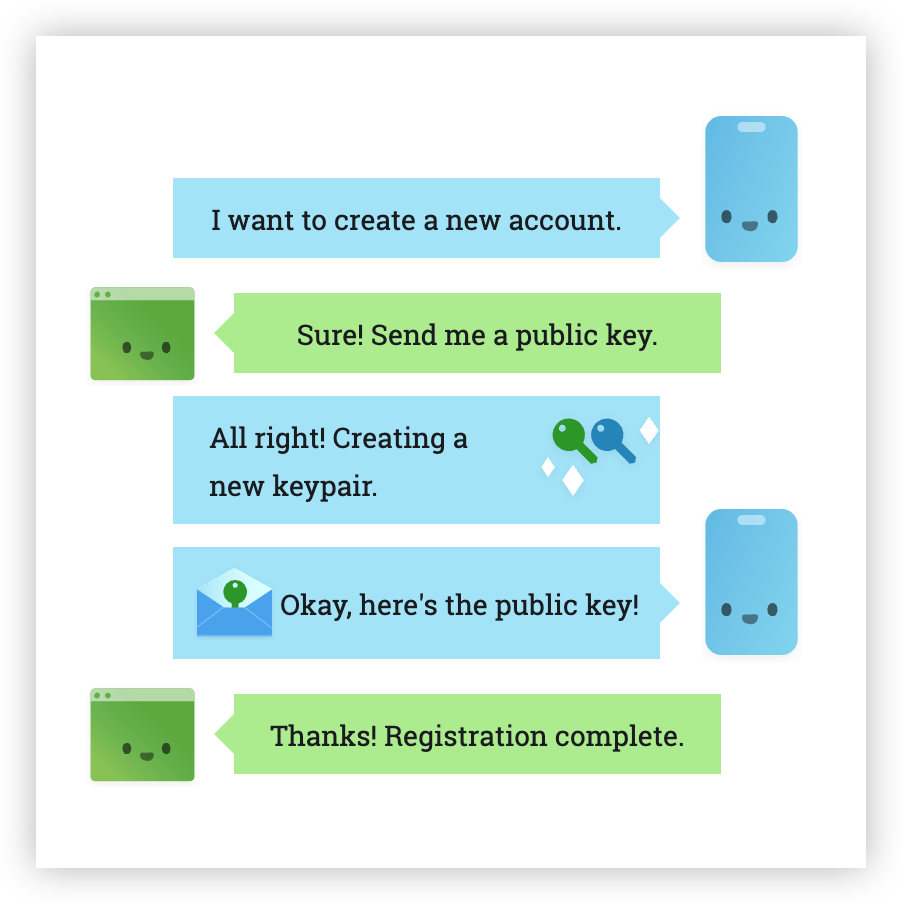 I want to create a new account.
Sure! Send me a public key.
All right! Creating a
new keypair.
Okay, here's the public key!
Thanks! Registration complete.